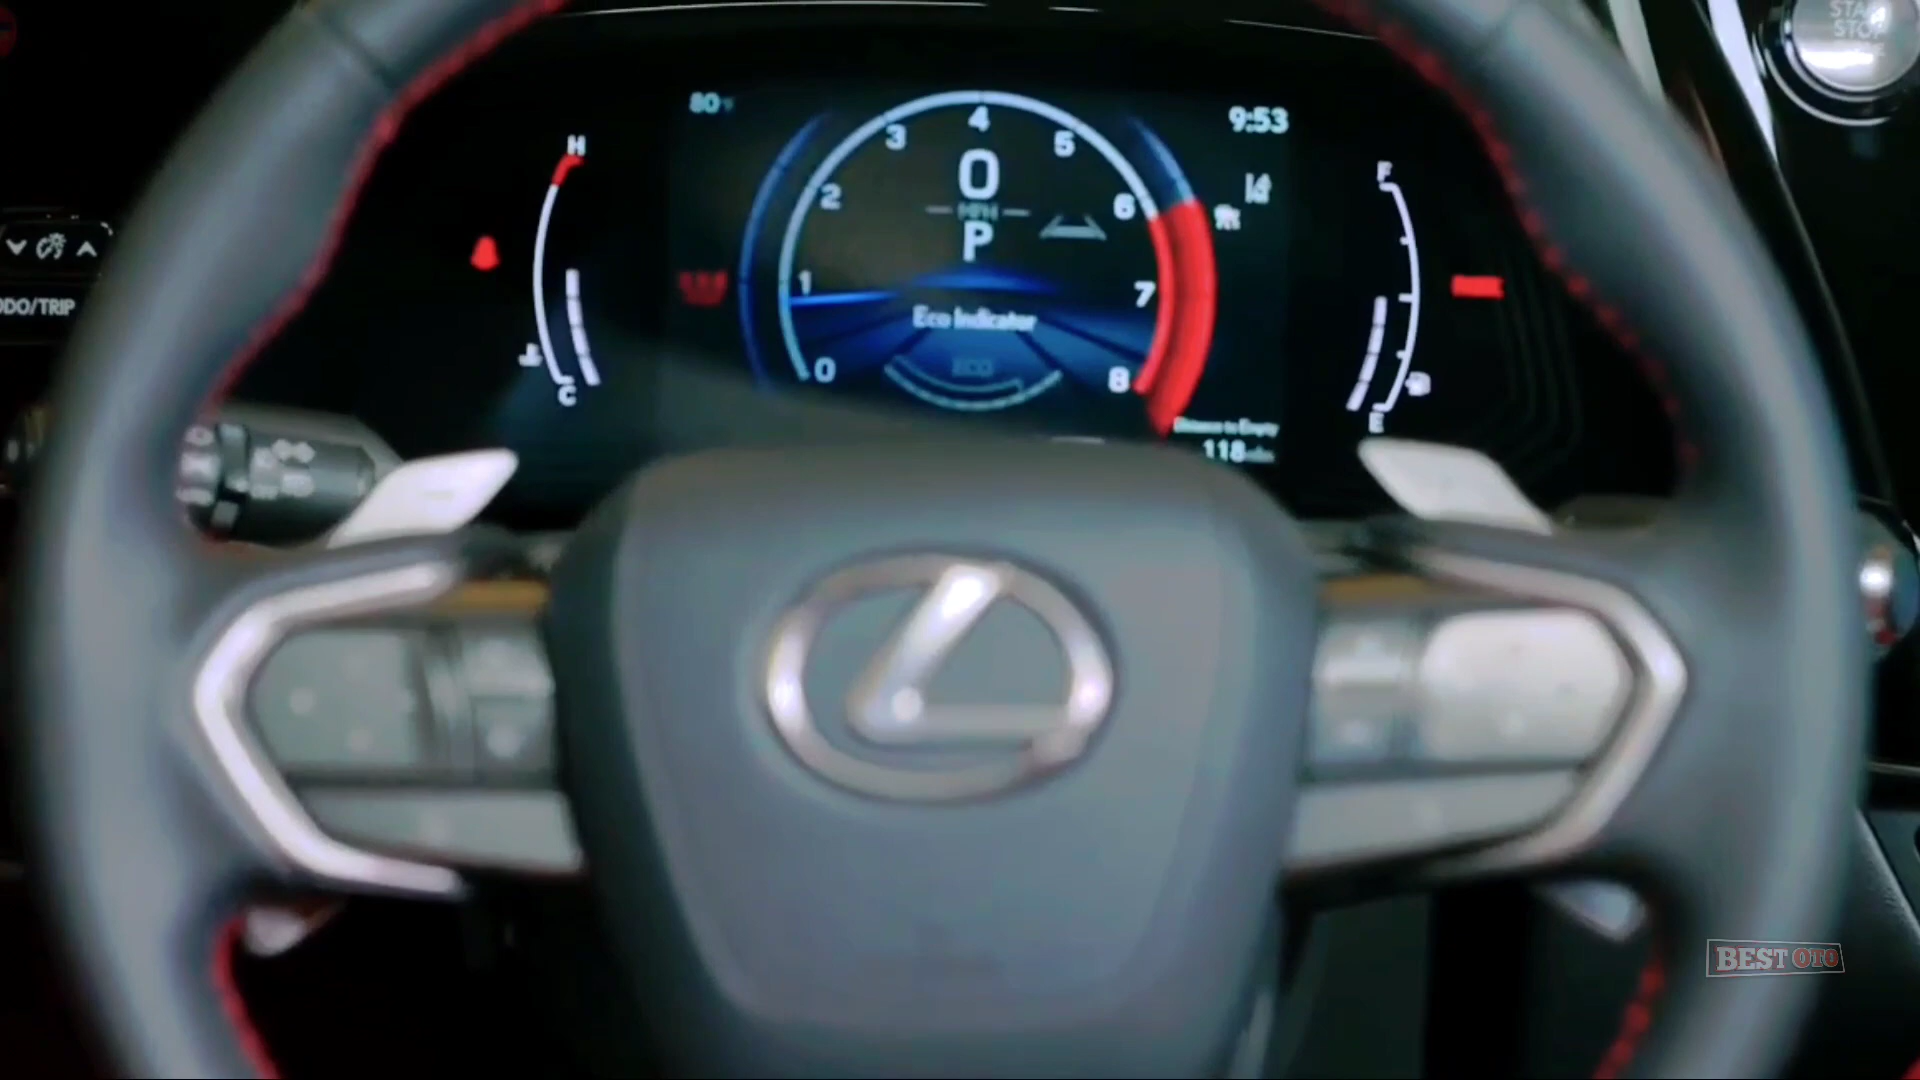 START
STOP
80°F
9:53
H
4
3
5
F
0
2
6
MPH
P
ODO/TRIP
1
7
Eco Indicator
ECO
0
8
C
E
Distance to Empty
118 miles
BEST OTO